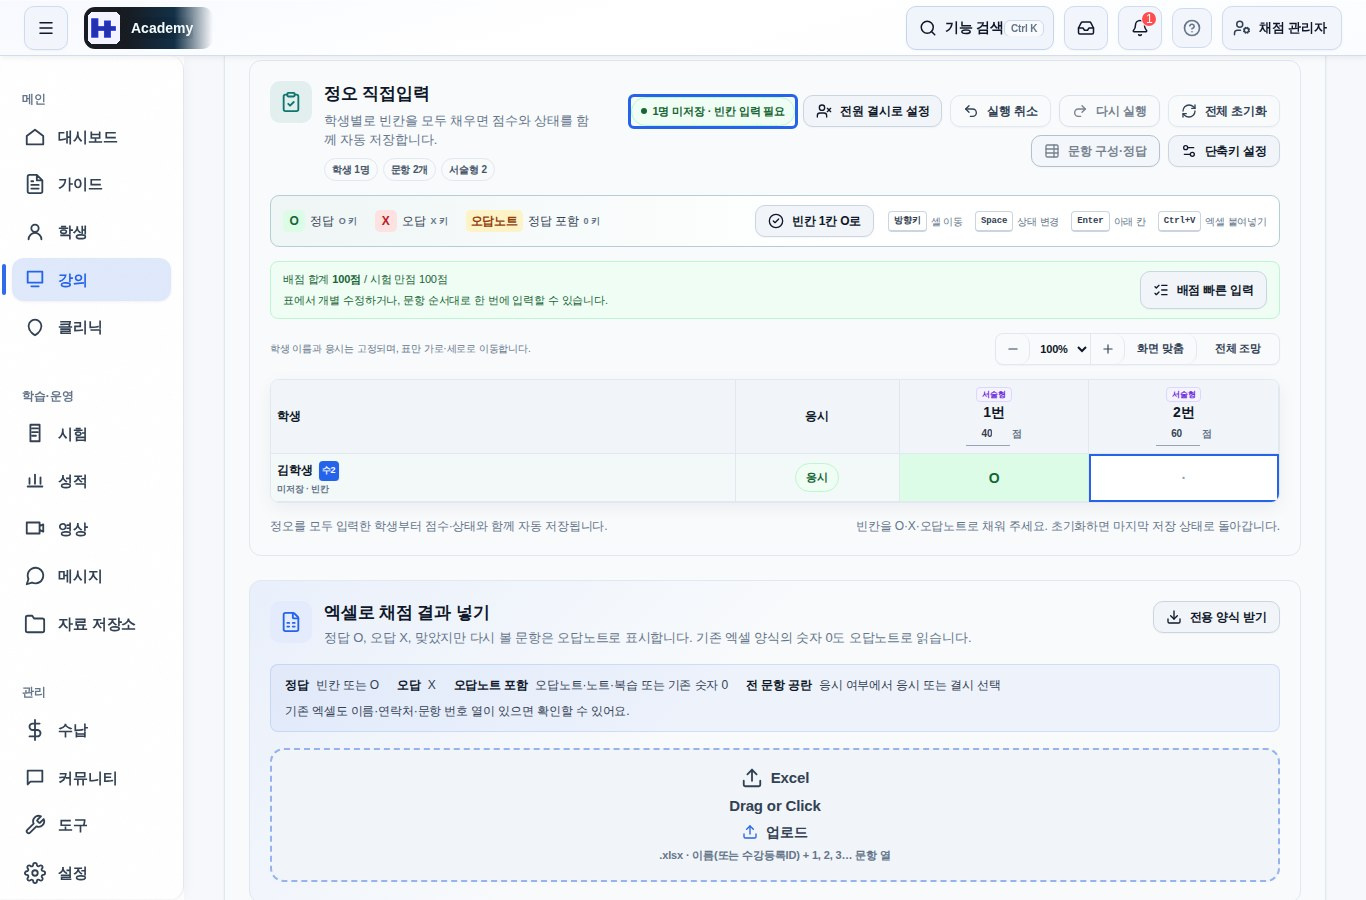 Academy
기능 검색 Ctrl K
1
채점 관리자
메인
대시보드
가이드
학생
강의
클리닉
학습·운영
시험
성적
영상
메시지
자료 저장소
관리
수납
커뮤니티
도구
설정
정오 직접입력
학생별로 빈칸을 모두 채우면 점수와 상태를 함
께 자동 저장합니다.
학생 1명 문항 2개 서술형 2
1명 미저장 · 빈칸 입력 필요
전원 결시로 설정
실행 취소
다시 실행
전체 초기화
문항 구성·정답
단축키 설정
O 정답 O 키 X 오답 X 키 오답노트 정답 포함 0 키
빈칸 1칸 O로
방향키 셀 이동 Space 상태 변경 Enter 아래 칸 Ctrl+V 엑셀 붙여넣기
배점 합계 100점 / 시험 만점 100점
표에서 개별 수정하거나, 문항 순서대로 한 번에 입력할 수 있습니다.
배점 빠른 입력
학생 이름과 응시는 고정되며, 표만 가로·세로로 이동합니다.
− 100% + 화면 맞춤 전체 조망
학생 응시
서술형
1번
40 점
서술형
2번
60 점
김학생 수2
미저장 · 빈칸
응시
O
·
정오를 모두 입력한 학생부터 점수·상태와 함께 자동 저장됩니다.
빈칸을 O·X·오답노트로 채워 주세요. 초기화하면 마지막 저장 상태로 돌아갑니다.
엑셀로 채점 결과 넣기
정답 O, 오답 X, 맞았지만 다시 볼 문항은 오답노트로 표시합니다. 기존 엑셀 양식의 숫자 0도 오답노트로 읽습니다.
전용 양식 받기
정답 빈칸 또는 O 오답 X 오답노트 포함 오답노트·노트·복습 또는 기존 숫자 0 전 문항 공란 응시 여부에서 응시 또는 결시 선택
기존 엑셀도 이름·연락처·문항 번호 열이 있으면 확인할 수 있어요.
Excel
Drag or Click
업로드
.xlsx · 이름(또는 수강등록ID) + 1, 2, 3… 문항 열